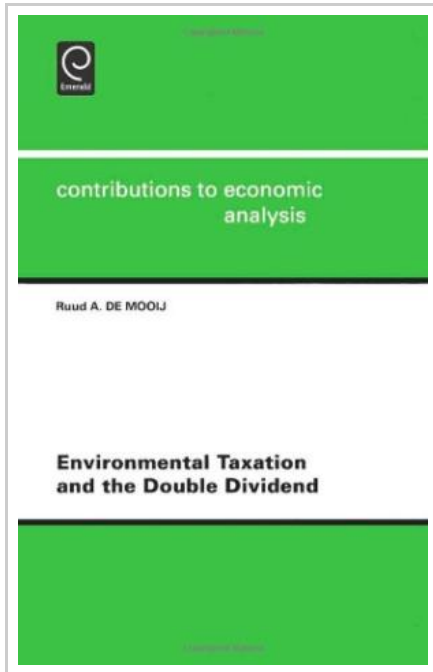 Emerald
contributions to economic
analysis
Ruud A. DE MOOIJ
Environmental Taxation
and the Double Dividend